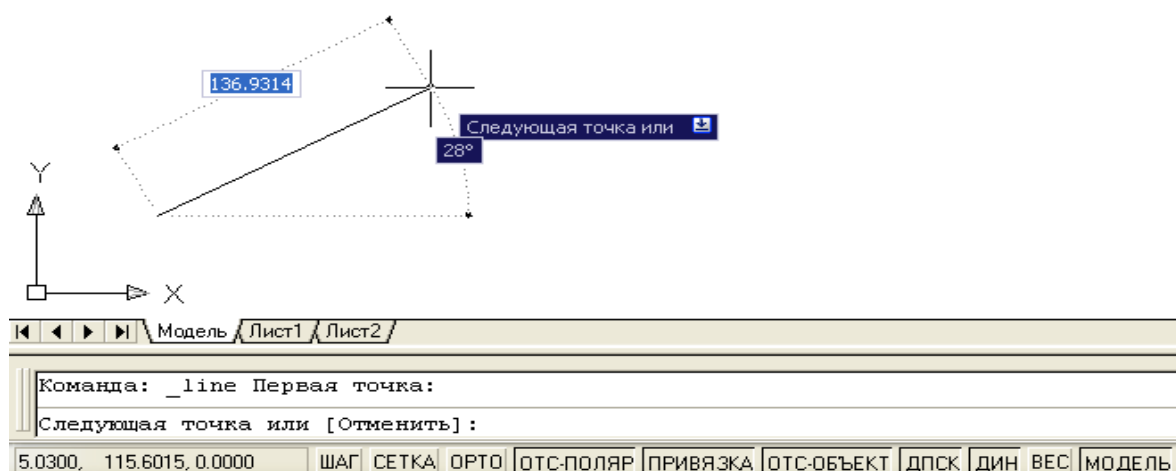 136.9314
Следующая точка или
28°
Y
X
Модель Лист1 Лист2
Команда: _line Первая точка:
Следующая точка или [Отменить]:
5.0300, 115.6015, 0.0000 ШАГ СЕТКА ОРТО ОТС-ПОЛЯР ПРИВЯЗКА ОТС-ОБЪЕКТ ДПСК ДИН ВЕС МОДЕЛЬ